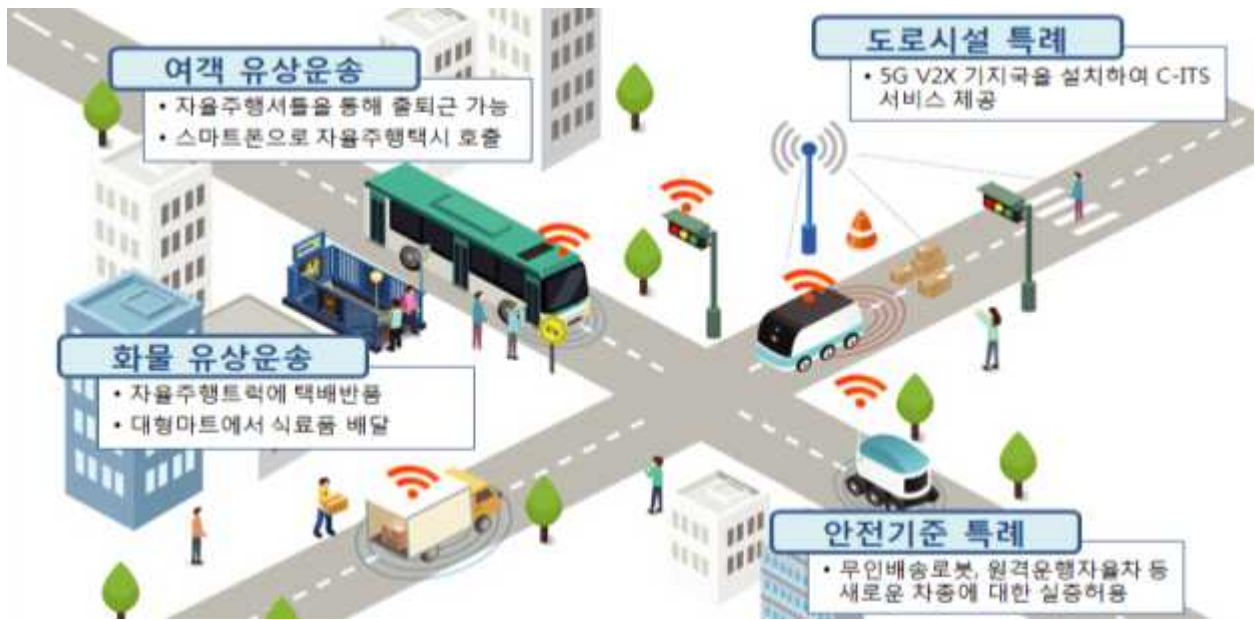 여객 유상운송
• 자율주행셔틀을 통해 출퇴근 가능
• 스마트폰으로 자율주행택시 호출
도로시설 특례
• 5G V2X 기지국을 설치하여 C-ITS
서비스 제공
화물 유상운송
• 자율주행트럭에 택배반품
• 대형마트에서 식료품 배달
안전기준 특례
• 무인배송로봇, 원격운행자율차 등
새로운 차종에 대한 실증허용